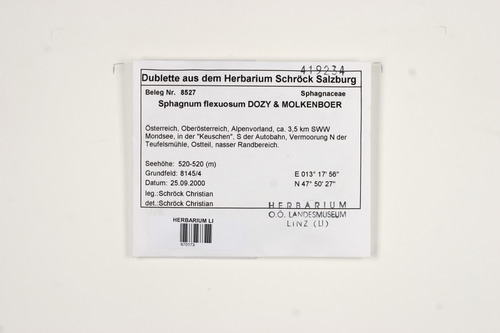 419234
Dublette aus dem Herbarium Schröck Salzburg
Beleg Nr. 8527 Sphagnaceae
Sphagnum flexuosum DOZY & MOLKENBOER
Österreich, Oberösterreich, Alpenvorland, ca. 3,5 km SWW
Mondsee, in der "Keuschen", S der Autobahn, Vermoorung N der
Teufelsmühle, Ostteil, nasser Randbereich.
Seehöhe: 520-520 (m)
Grundfeld: 8145/4 E 013° 17' 56"
Datum: 25.09.2000 N 47° 50' 27"
leg.:Schröck Christian
det.:Schröck Christian
HERBARIUM
O.Ö. LANDESMUSEUM
LINZ (LI)
HERBARIUM LI